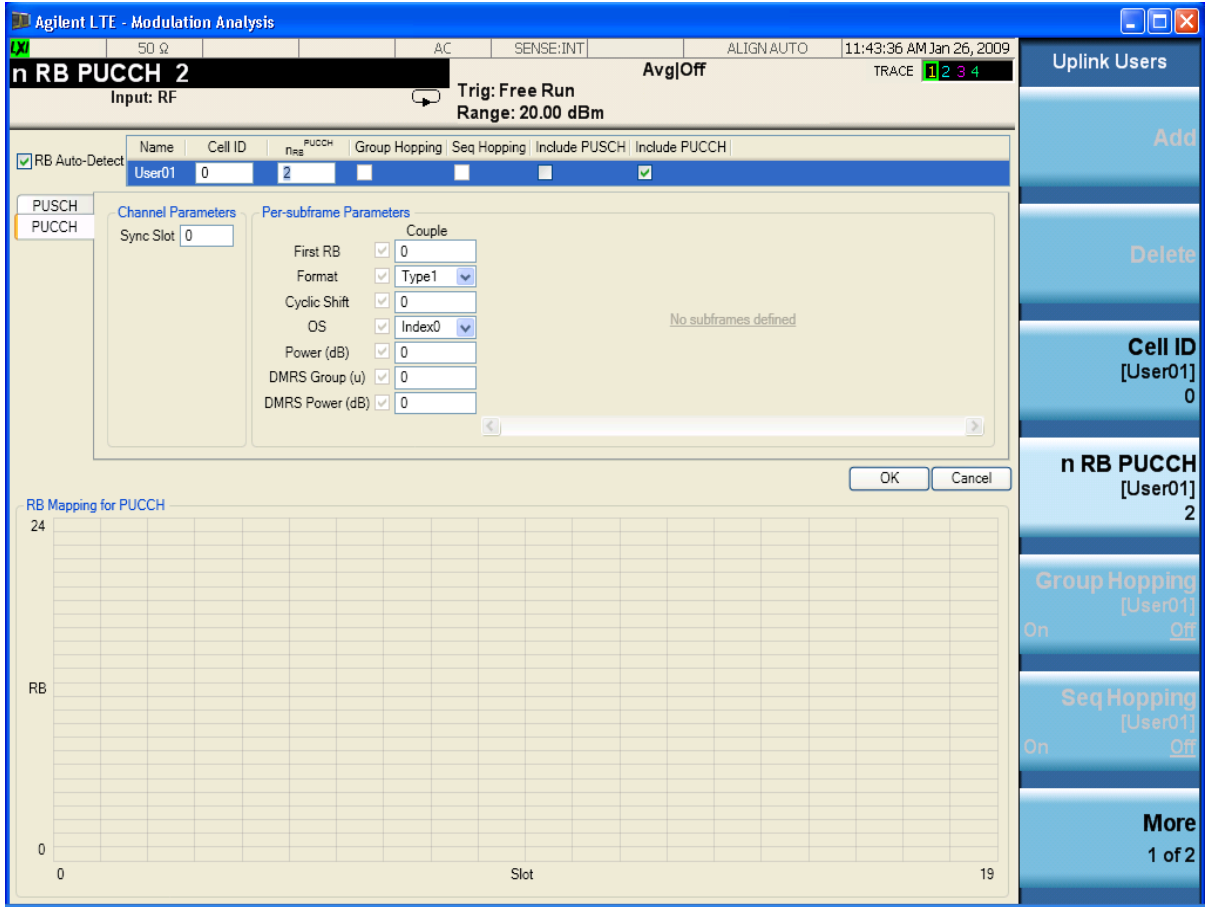 Agilent LTE - Modulation Analysis
LXI 50 Ω AC SENSE:INT ALIGN AUTO 11:43:36 AM Jan 26, 2009
n RB PUCCH 2
Input: RF
Trig: Free Run
Range: 20.00 dBm
Avg|Off
TRACE 1 2 3 4
RB Auto-Detect
Name Cell ID nRB PUCCH Group Hopping Seq Hopping Include PUSCH Include PUCCH
User01 0 2
PUSCH
PUCCH
Channel Parameters
Sync Slot 0
Per-subframe Parameters
Couple
First RB 0
Format Type1
Cyclic Shift 0
OS Index0
Power (dB) 0
DMRS Group (u) 0
DMRS Power (dB) 0
No subframes defined
OK Cancel
RB Mapping for PUCCH
24
RB
0
0 Slot 19
Uplink Users
Add
Delete
Cell ID
[User01]
0
n RB PUCCH
[User01]
2
Group Hopping
[User01]
On Off
Seq Hopping
[User01]
On Off
More
1 of 2